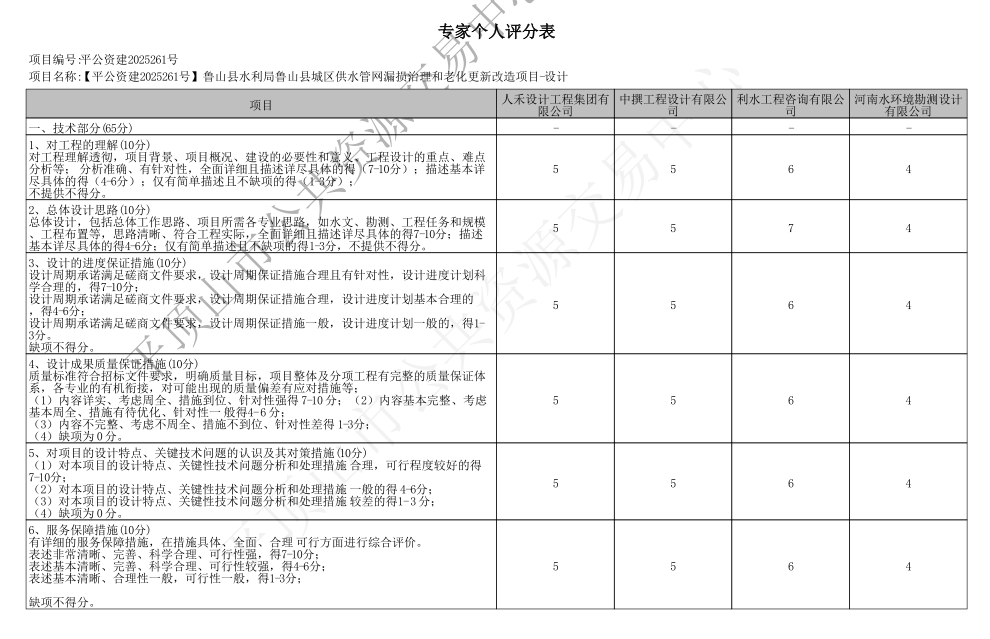 专家个人评分表
项目编号:平公资建2025261号
项目名称:【平公资建2025261号】鲁山县水利局鲁山县城区供水管网漏损治理和老化更新改造项目-设计
项目 人禾设计工程集团有限公司 中撰工程设计有限公司 利水工程咨询有限公司 河南水环境勘测设计有限公司
一、技术部分(65分) - - - -
1、对工程的理解(10分)
对工程理解透彻，项目背景、项目概况、建设的必要性和意义、工程设计的重点、难点
分析等； 分析准确、有针对性，全面详细且描述详尽具体的得（7-10分）；描述基本详
尽具体的得（4-6分）；仅有简单描述且不缺项的得（1-3分）；
不提供不得分。
5 5 6 4
2、总体设计思路(10分)
总体设计，包括总体工作思路、项目所需各专业思路，如水文、勘测、工程任务和规模
、工程布置等，思路清晰、符合工程实际，全面详细且描述详尽具体的得7-10分；描述
基本详尽具体的得4-6分；仅有简单描述且不缺项的得1-3分，不提供不得分。
5 5 7 4
3、设计的进度保证措施(10分)
设计周期承诺满足磋商文件要求，设计周期保证措施合理且有针对性，设计进度计划科
学合理的，得7-10分；
设计周期承诺满足磋商文件要求，设计周期保证措施合理，设计进度计划基本合理的
，得4-6分；
设计周期承诺满足磋商文件要求，设计周期保证措施一般，设计进度计划一般的，得1-
3分。
缺项不得分。
5 5 6 4
4、设计成果质量保证措施(10分)
质量标准符合招标文件要求，明确质量目标，项目整体及分项工程有完整的质量保证体
系，各专业的有机衔接，对可能出现的质量偏差有应对措施等；
（1）内容详实、考虑周全、措施到位、针对性强得 7-10 分；（2）内容基本完整、考虑
基本周全、措施有待优化、针对性一 般得4-6 分；
（3）内容不完整、考虑不周全、措施不到位、针对性差得 1-3分；
（4）缺项为 0 分。
5 5 6 4
5、对项目的设计特点、关键技术问题的认识及其对策措施(10分)
（1）对本项目的设计特点、关键性技术问题分析和处理措施 合理，可行程度较好的得
7-10分；
（2）对本项目的设计特点、关键性技术问题分析和处理措施 一般的得 4-6分；
（3）对本项目的设计特点、关键性技术问题分析和处理措施 较差的得1-3 分；
（4）缺项为 0 分。
5 5 6 4
6、服务保障措施(10分)
有详细的服务保障措施，在措施具体、全面、合理 可行方面进行综合评价。
表述非常清晰、完善、科学合理、可行性强，得7-10分；
表述基本清晰、完善、科学合理、可行性较强，得4-6分；
表述基本清晰、合理性一般，可行性一般，得1-3分；
缺项不得分。
5 5 6 4
平顶山市公共资源交易中心
平顶山市公共资源交易中心